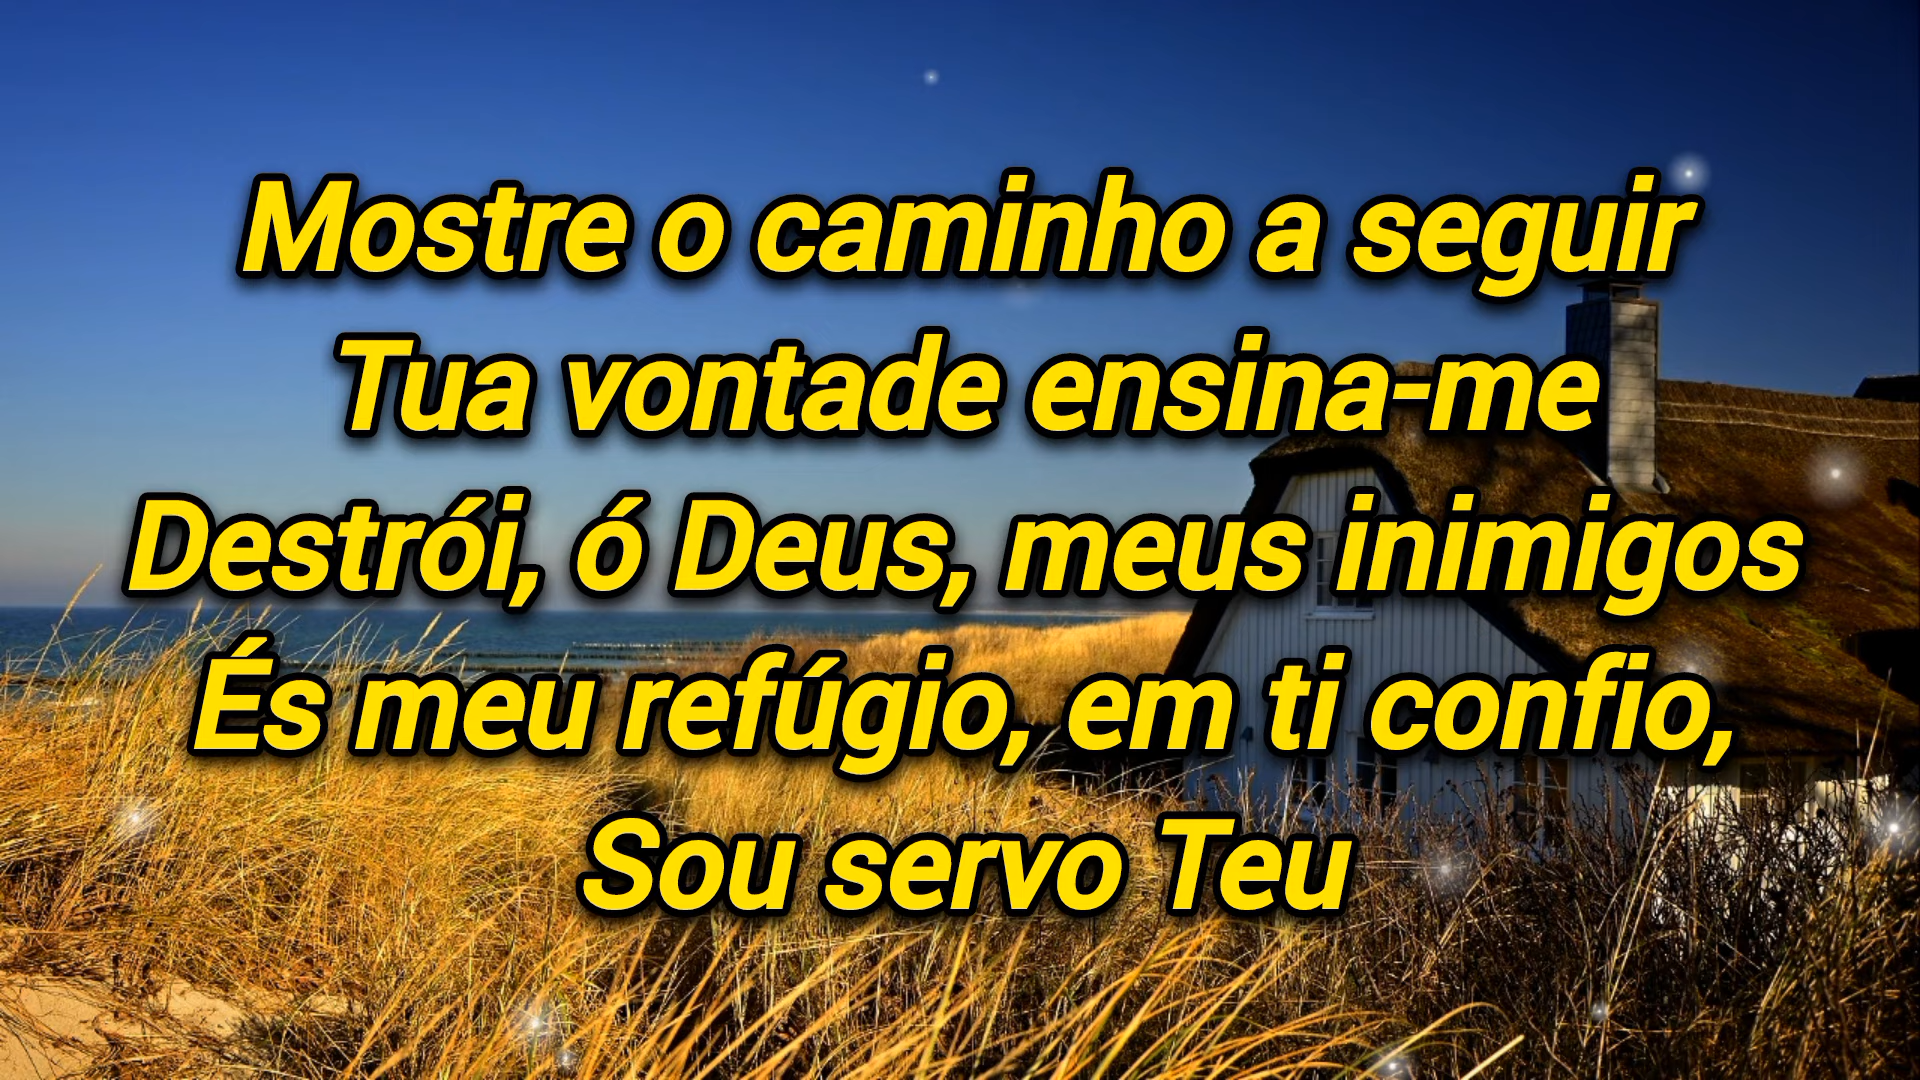 Mostre o caminho a seguir
Tua vontade ensina-me
Destrói, ó Deus, meus inimigos
És meu refúgio, em ti confio,
Sou servo Teu